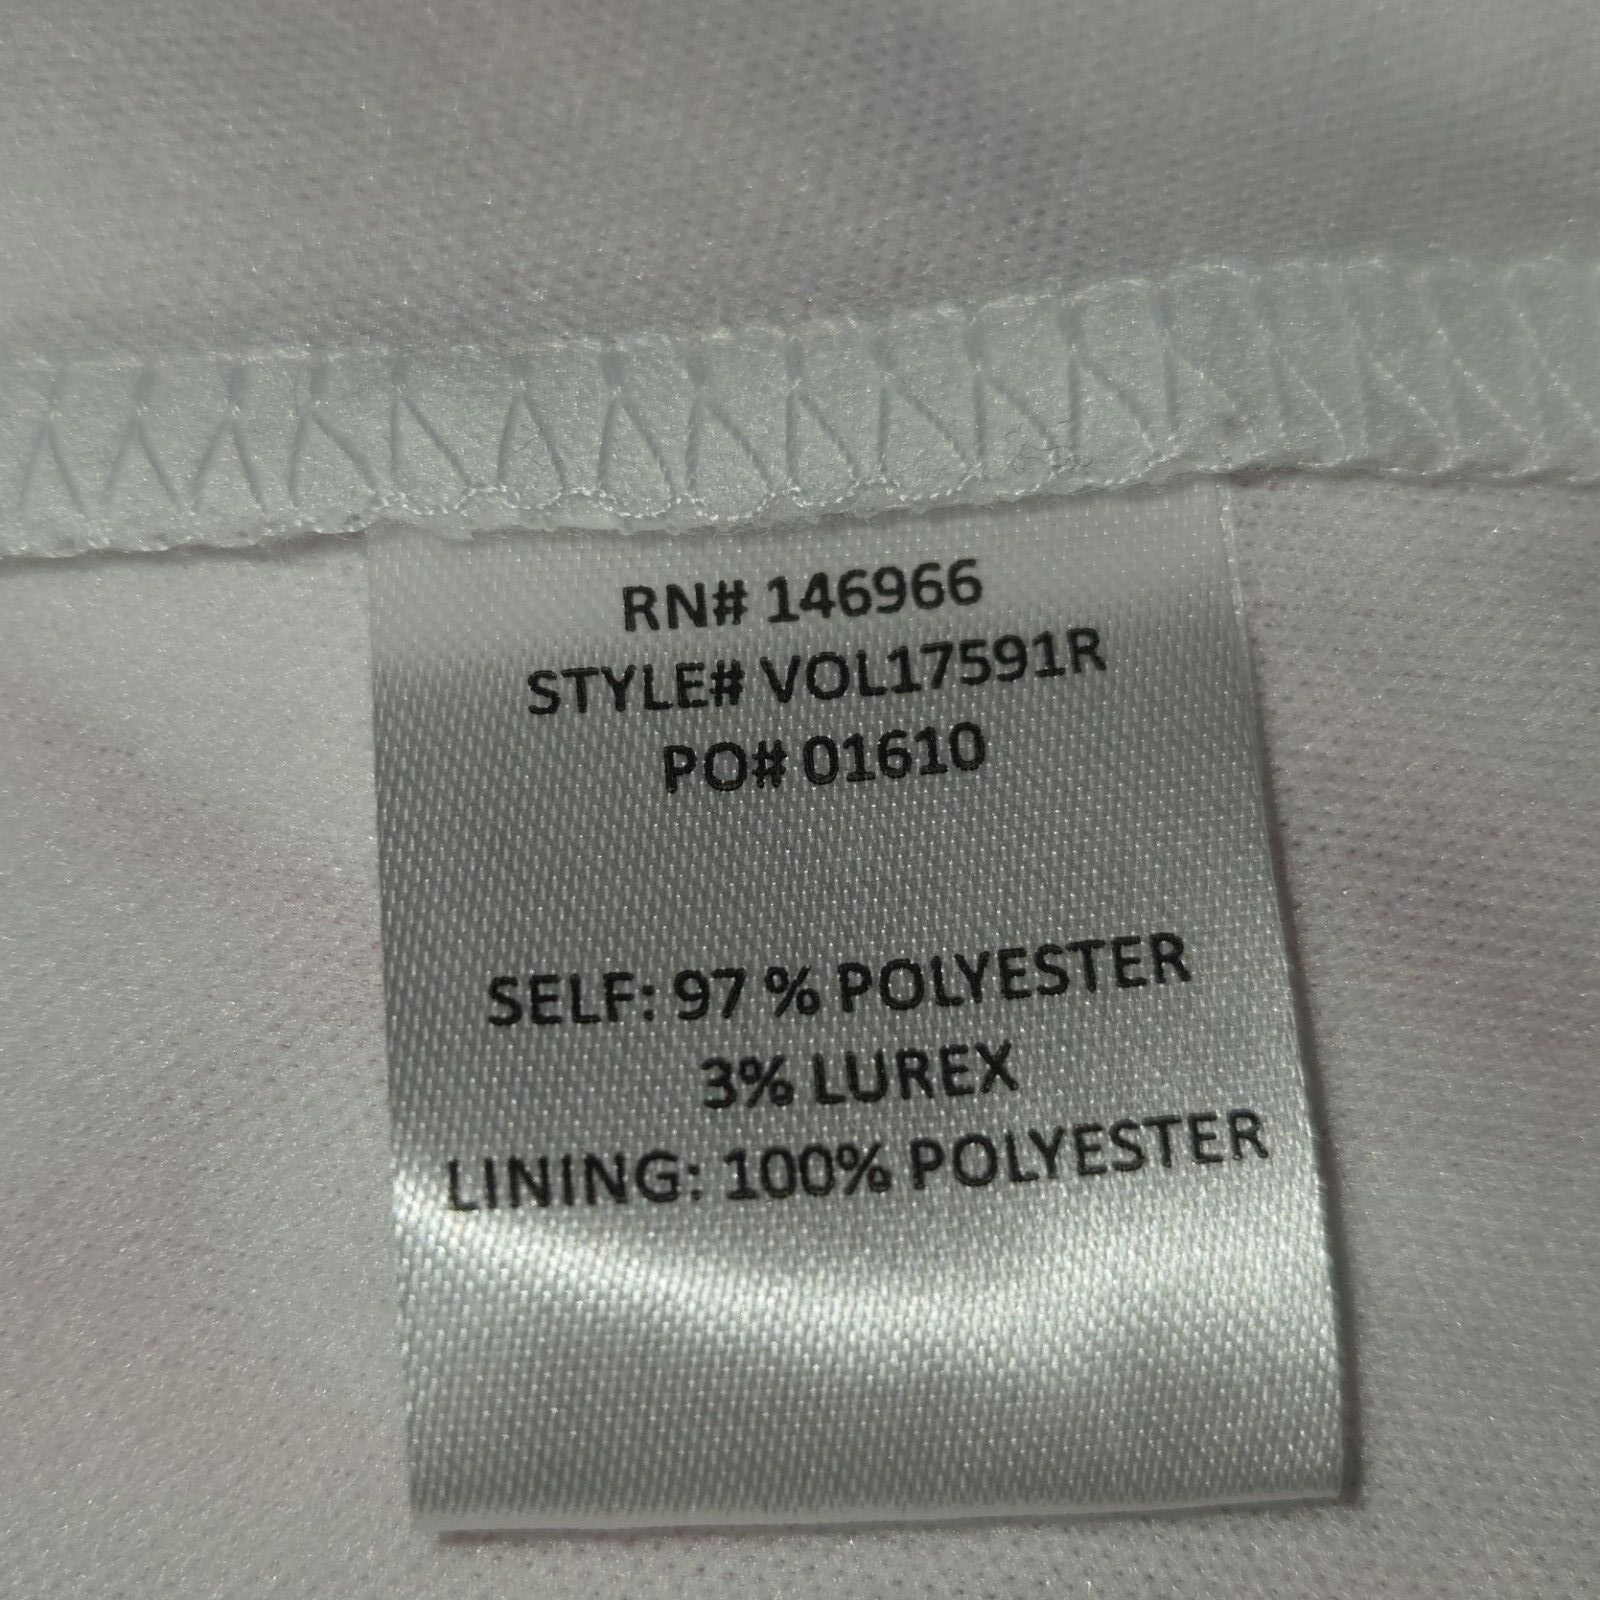 RN# 146966
STYLE# VOL17591R
PO# 01610
SELF: 97 % POLYESTER
3% LUREX
LINING: 100% POLYESTER